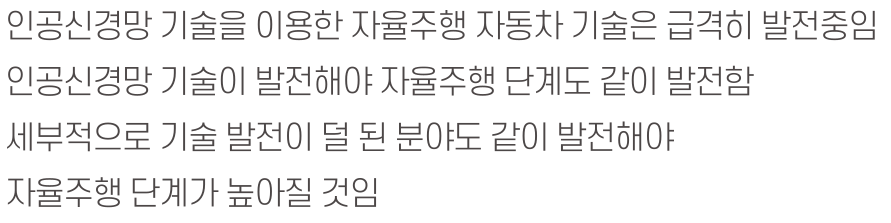 인공신경망 기술을 이용한 자율주행 자동차 기술은 급격히 발전중임
인공신경망 기술이 발전해야 자율주행 단계도 같이 발전함
세부적으로 기술 발전이 덜 된 분야도 같이 발전해야
자율주행 단계가 높아질 것임